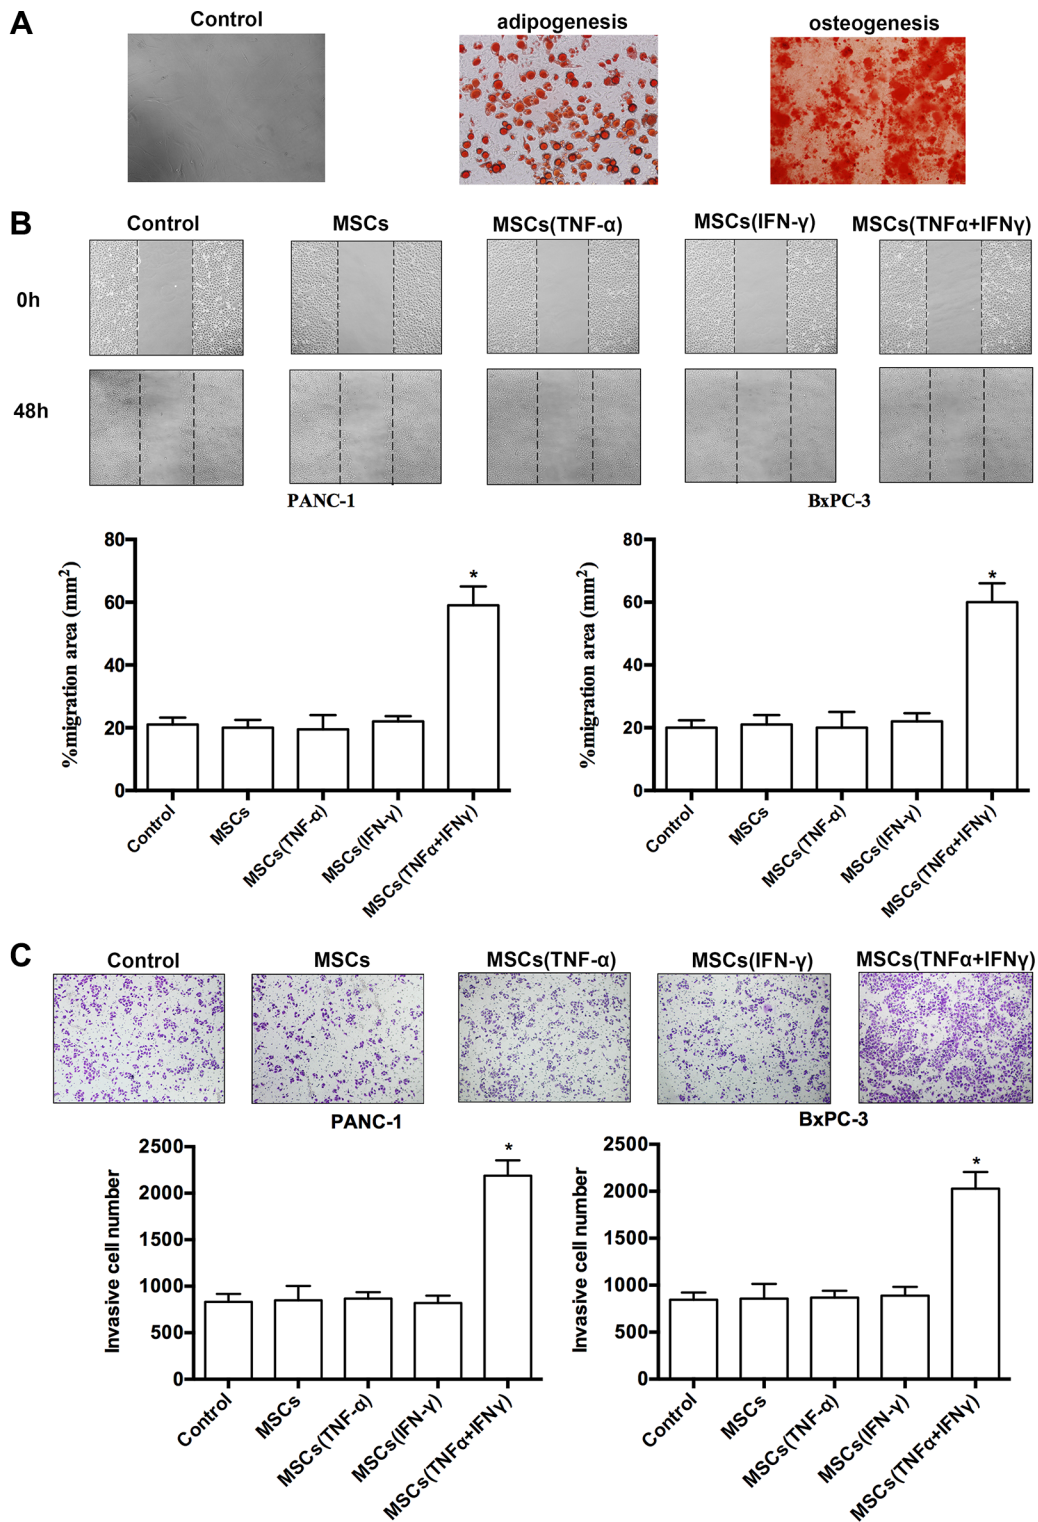 A
Control
adipogenesis
osteogenesis
B
Control
MSCs
MSCs(TNF-α)
MSCs(IFN-γ)
MSCs(TNFα+IFNγ)
0h
48h
PANC-1
BxPC-3
%migration area (mm²)
80
60
40
20
0
Control
MSCs
MSCs(TNF-α)
MSCs(IFN-γ)
MSCs(TNFα+IFNγ)
*
%migration area (mm²)
80
60
40
20
0
Control
MSCs
MSCs(TNF-α)
MSCs(IFN-γ)
MSCs(TNFα+IFNγ)
*
C
Control
MSCs
MSCs(TNF-α)
MSCs(IFN-γ)
MSCs(TNFα+IFNγ)
PANC-1
BxPC-3
Invasive cell number
2500
2000
1500
1000
500
0
Control
MSCs
MSCs(TNF-α)
MSCs(IFN-γ)
MSCs(TNFα+IFNγ)
*
Invasive cell number
2500
2000
1500
1000
500
0
Control
MSCs
MSCs(TNF-α)
MSCs(IFN-γ)
MSCs(TNFα+IFNγ)
*